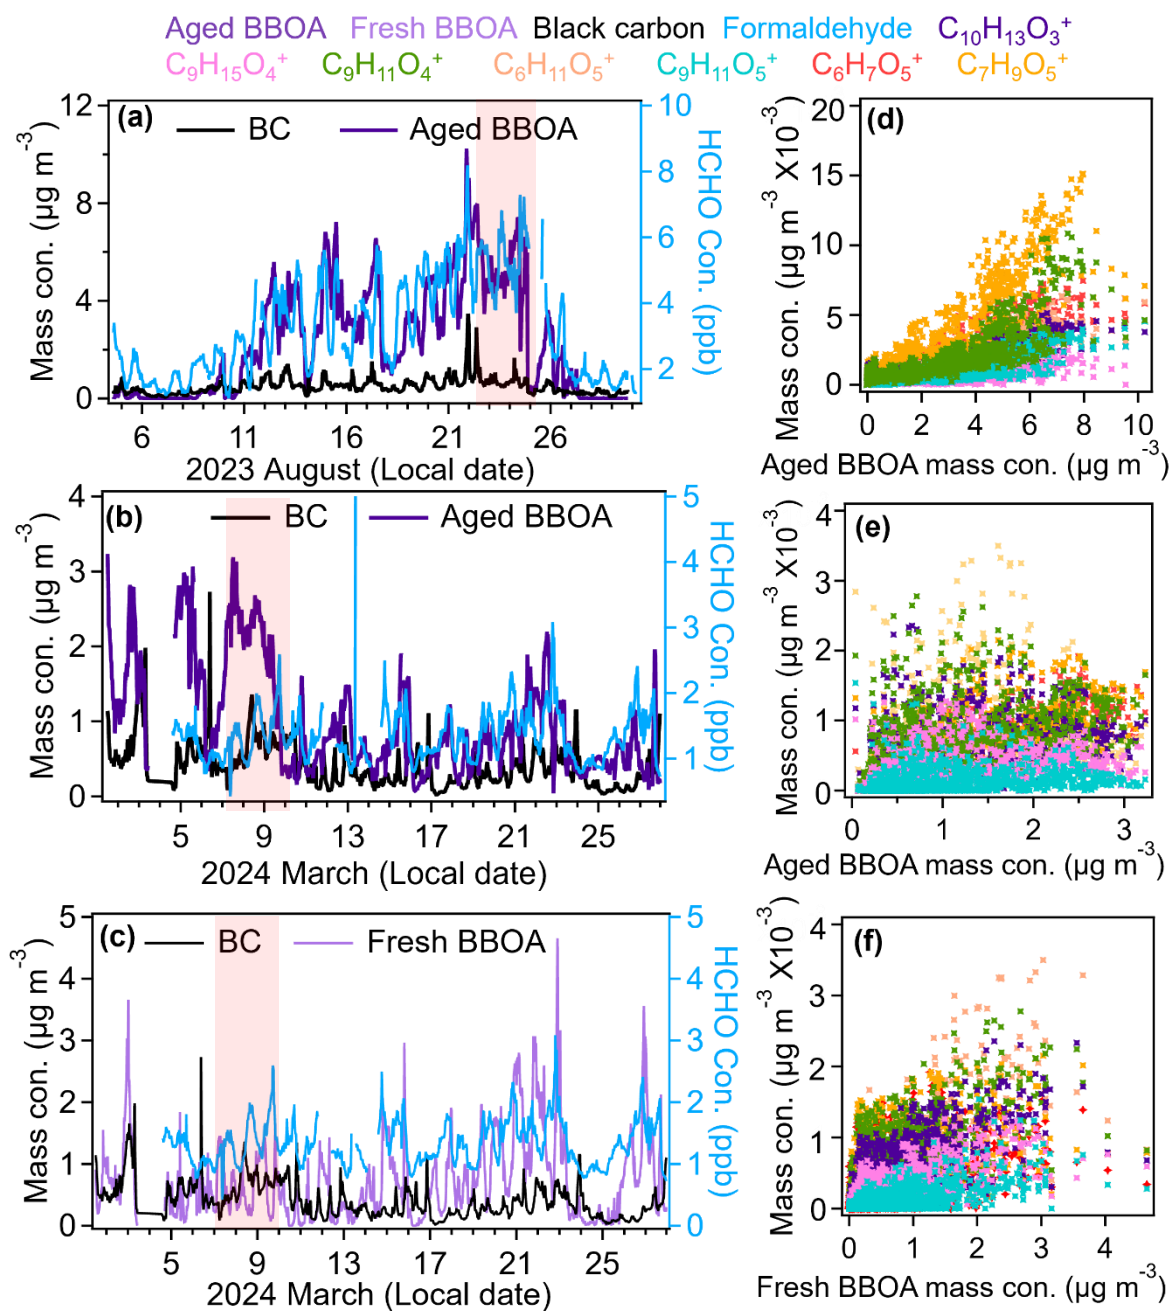 Aged BBOA Fresh BBOA Black carbon Formaldehyde C₁₀H₁₃O₃⁺
C₉H₁₅O₄⁺ C₉H₁₁O₄⁺ C₆H₁₁O₅⁺ C₉H₁₁O₅⁺ C₆H₇O₅⁺ C₇H₉O₅⁺
(a)
BC
Aged BBOA
12
8
4
0
Mass con. (µg m⁻³)
10
8
6
4
2
HCHO Con. (ppb)
6 11 16 21 26
2023 August (Local date)
(d)
20
15
10
5
0
Mass con. (µg m⁻³ X10⁻³)
0 2 4 6 8 10
Aged BBOA mass con. (µg m⁻³)
(b)
BC
Aged BBOA
4
3
2
1
0
Mass con. (µg m⁻³)
5
4
3
2
1
HCHO Con. (ppb)
5 9 13 17 21 25
2024 March (Local date)
(e)
4
3
2
1
0
Mass con. (µg m⁻³ X10⁻³)
0 1 2 3
Aged BBOA mass con. (µg m⁻³)
(c)
BC
Fresh BBOA
5
4
3
2
1
0
Mass con. (µg m⁻³)
5
4
3
2
1
0
HCHO Con. (ppb)
5 9 13 17 21 25
2024 March (Local date)
(f)
4
3
2
1
0
Mass con. (µg m⁻³ X10⁻³)
0 1 2 3 4
Fresh BBOA mass con. (µg m⁻³)